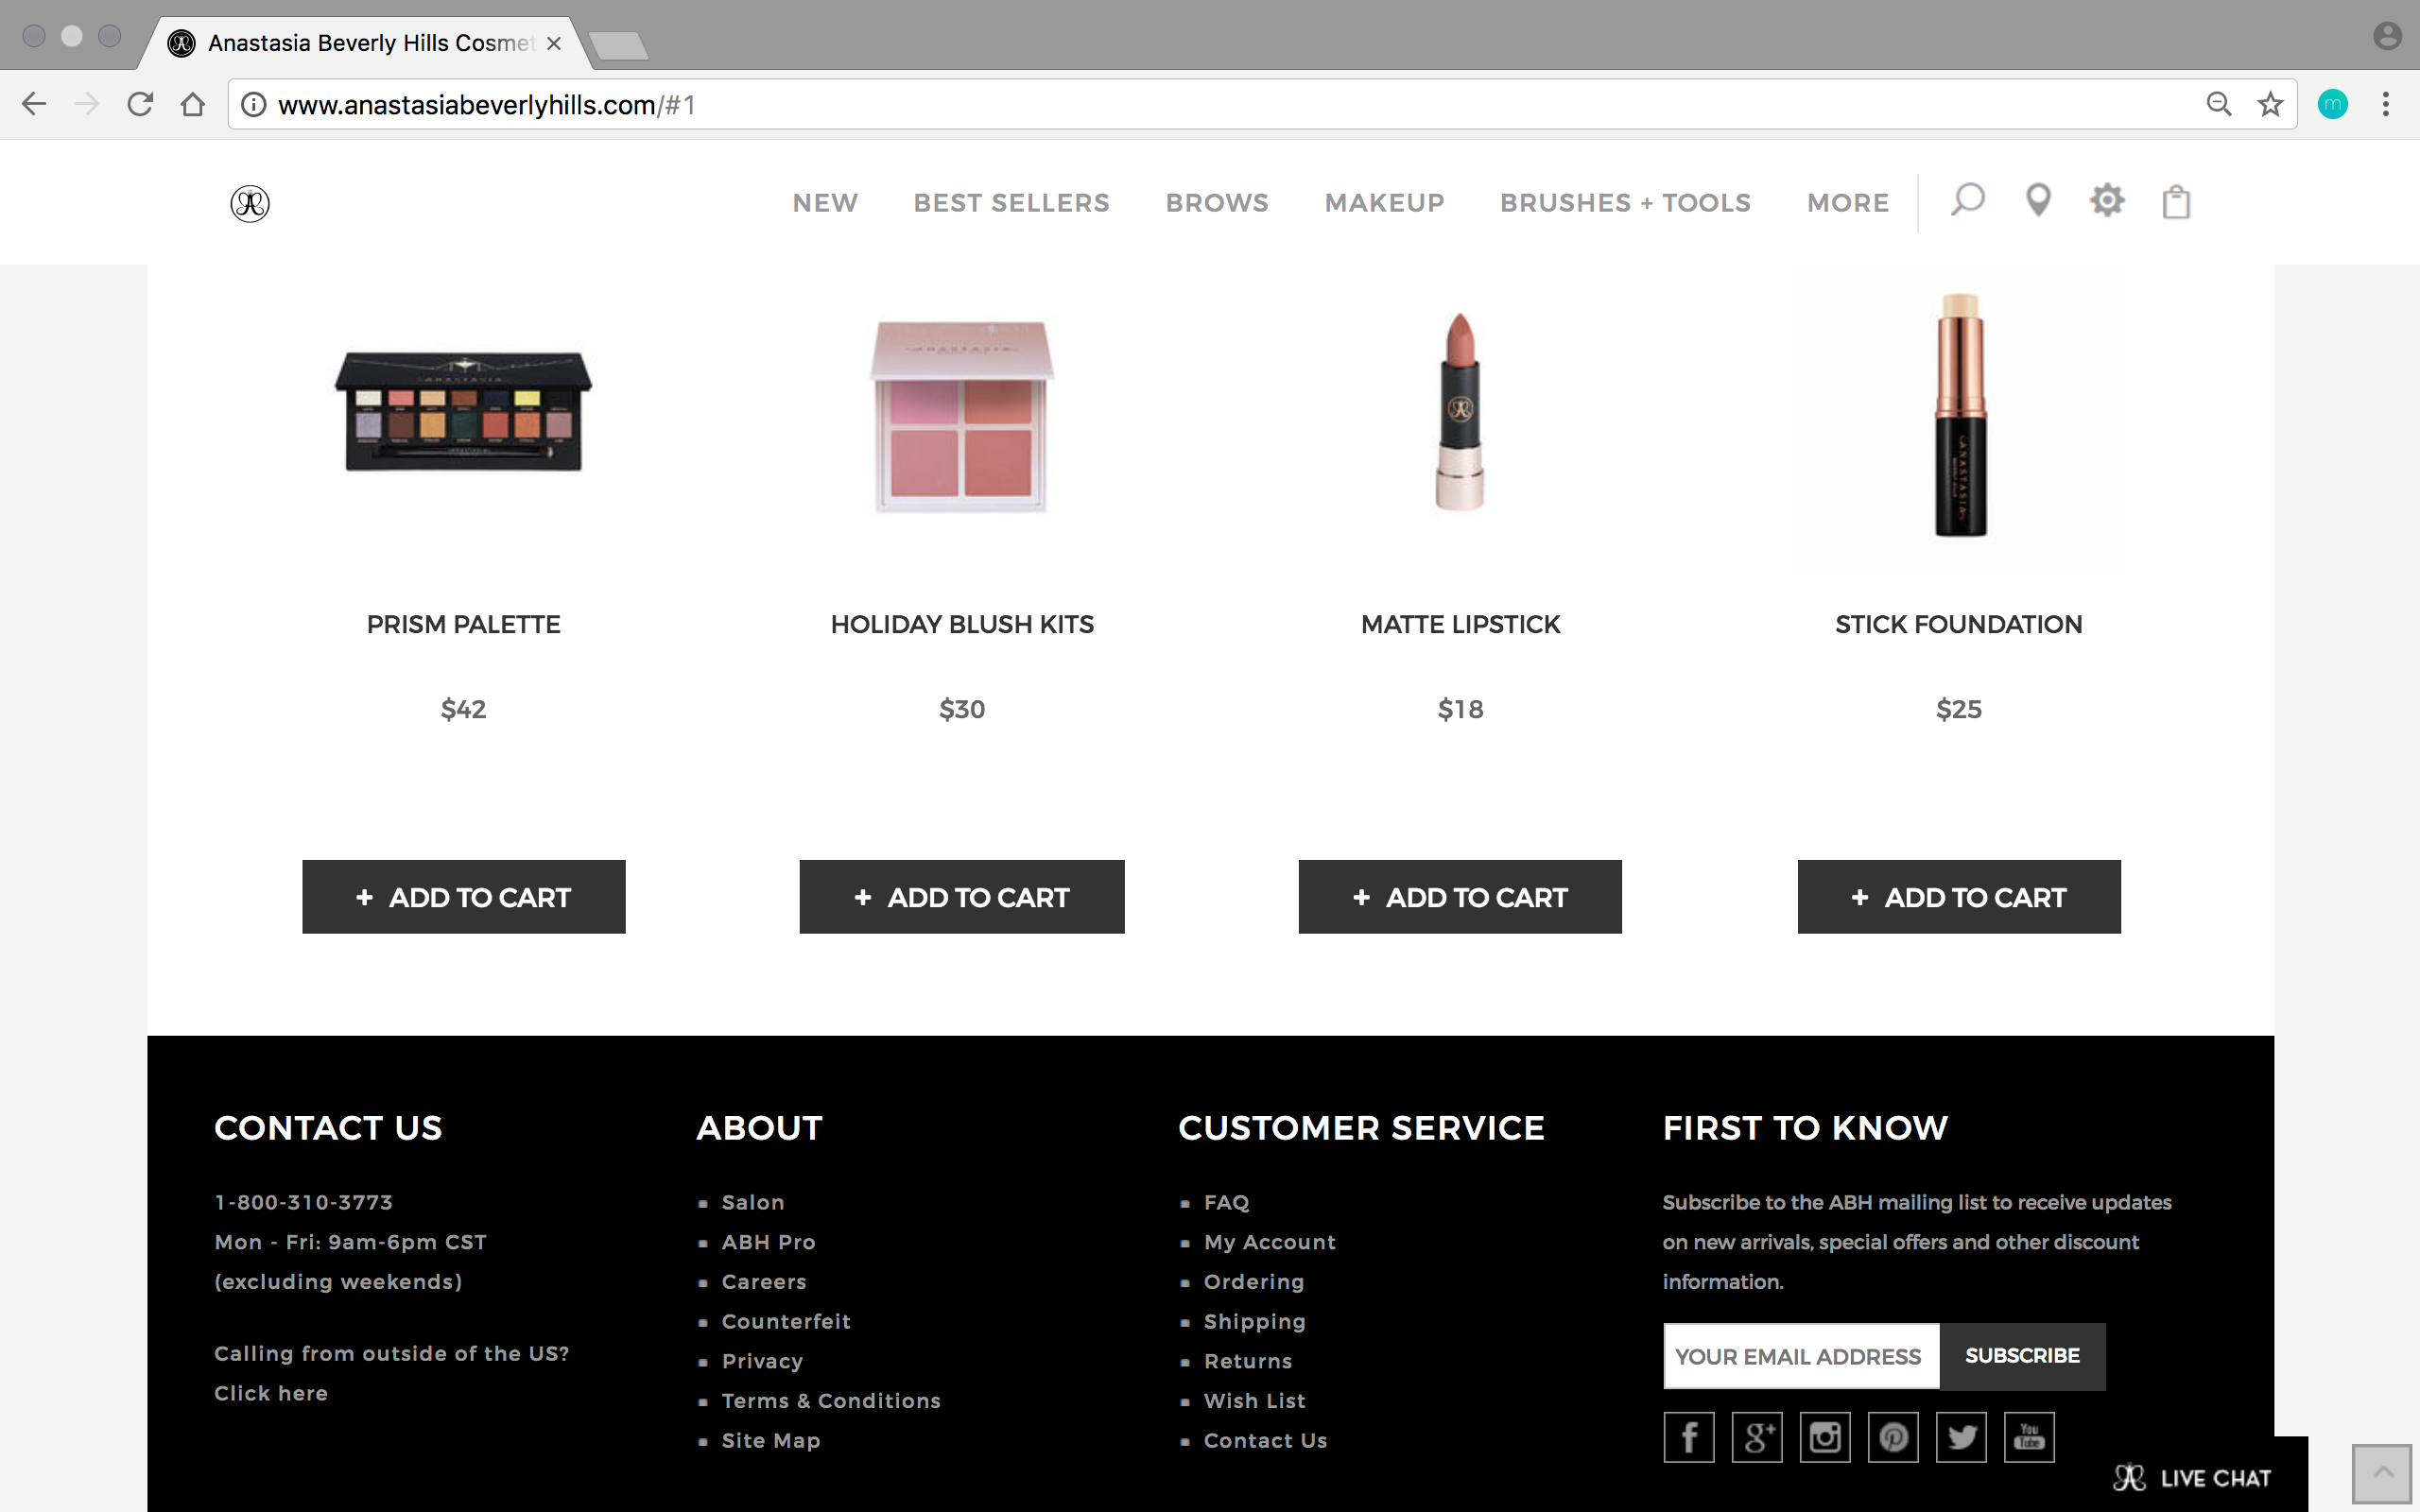 Anastasia Beverly Hills Cosmet
www.anastasiabeverlyhills.com/#1
m
NEW BEST SELLERS BROWS MAKEUP BRUSHES + TOOLS MORE
ANASTASIA
ANASTASIA
ANASTASIA
PRISM PALETTE HOLIDAY BLUSH KITS MATTE LIPSTICK STICK FOUNDATION
$42 $30 $18 $25
+ ADD TO CART + ADD TO CART + ADD TO CART + ADD TO CART
CONTACT US
1-800-310-3773
Mon - Fri: 9am-6pm CST
(excluding weekends)
Calling from outside of the US?
Click here
ABOUT
Salon
ABH Pro
Careers
Counterfeit
Privacy
Terms & Conditions
Site Map
CUSTOMER SERVICE
FAQ
My Account
Ordering
Shipping
Returns
Wish List
Contact Us
FIRST TO KNOW
Subscribe to the ABH mailing list to receive updates
on new arrivals, special offers and other discount
information.
YOUR EMAIL ADDRESS SUBSCRIBE
f g+ You Tube
LIVE CHAT